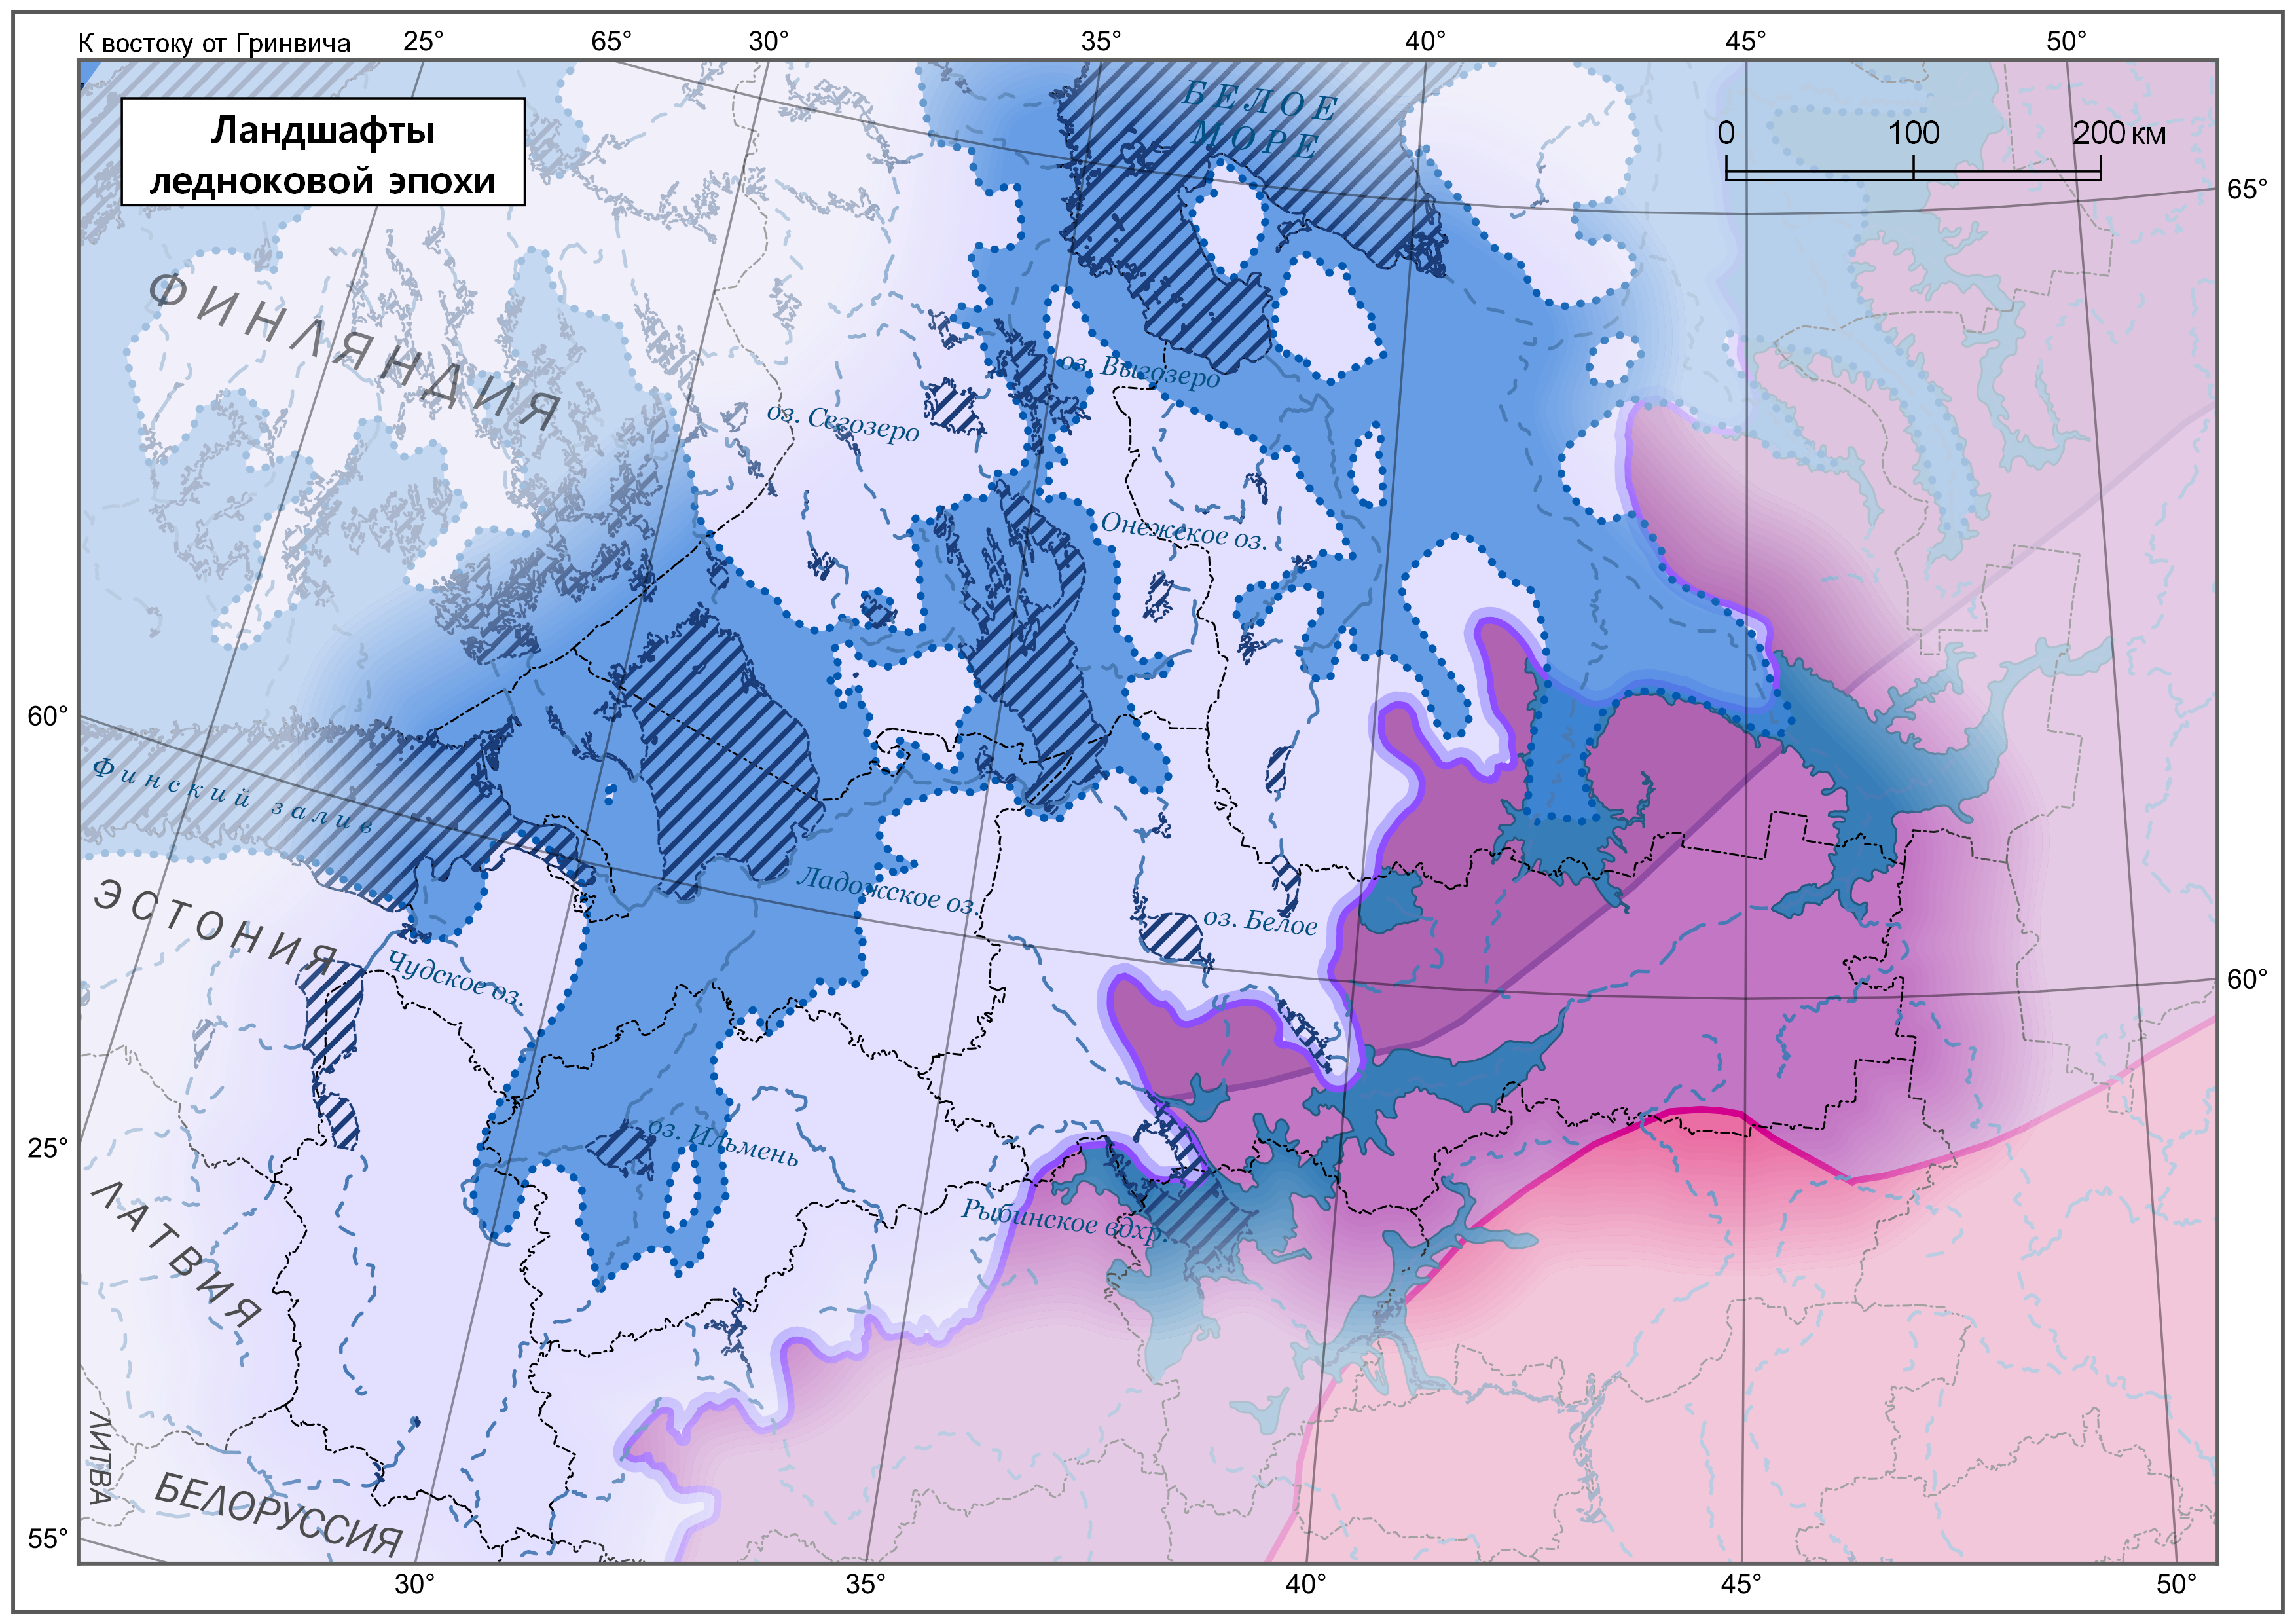 К востоку от Гринвича 25° 65° 30° 35° 40° 45° 50°
Ландшафты
ледноковой эпохи
БЕЛОЕ
МОРЕ
0 100 200 км
65°
ФИНЛЯНДИЯ
оз. Выгозеро
оз. Сегозеро
Онежское оз.
60°
Финский залив
Ладожское оз.
ЭСТОНИЯ
оз. Белое
Чудское оз.
60°
25°
оз. Ильмень
ЛАТВИЯ
Рыбинское вдхр.
ЛИТВА
БЕЛОРУССИЯ
55°
30° 35° 40° 45° 50°